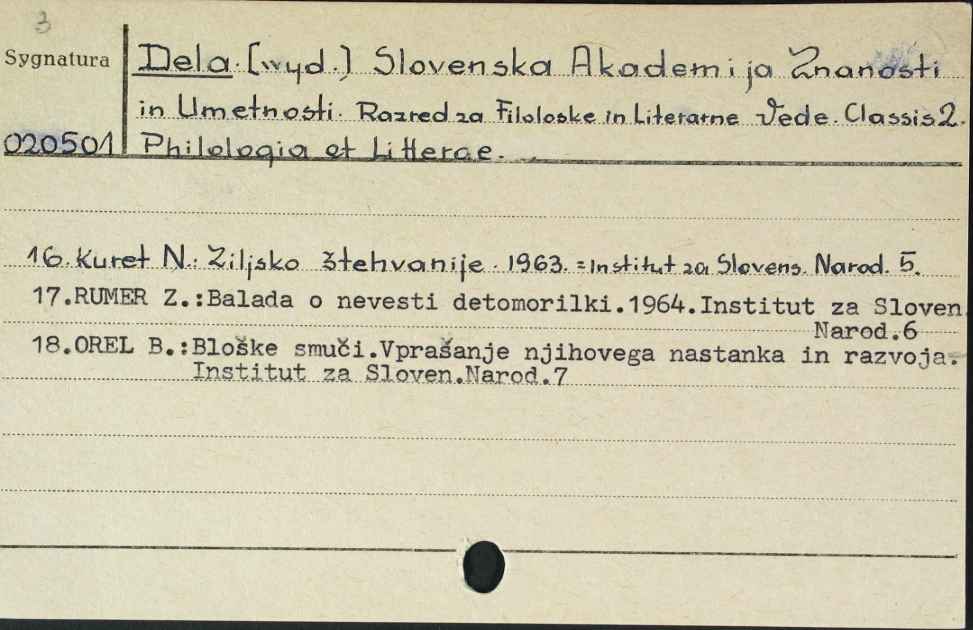 3
Sygnatura
Dela. [wyd.] Slovenska Akademija Znanosti
in Umetnosti. Razred za Filoloske in Literarne Vede. Classis 2.
020501 Philologia et Litterae.
16. Kuret N.: Ziljsko štehvanije. 1963. = Institut za Slovens. Narod. 5.
17.RUMER Z.:Balada o nevesti detomorilki.1964.Institut za Sloven.
Narod.6
18.OREL B.:Bloške smuči.Vprašanje njihovega nastanka in razvoja.
Institut za Sloven.Narod.7